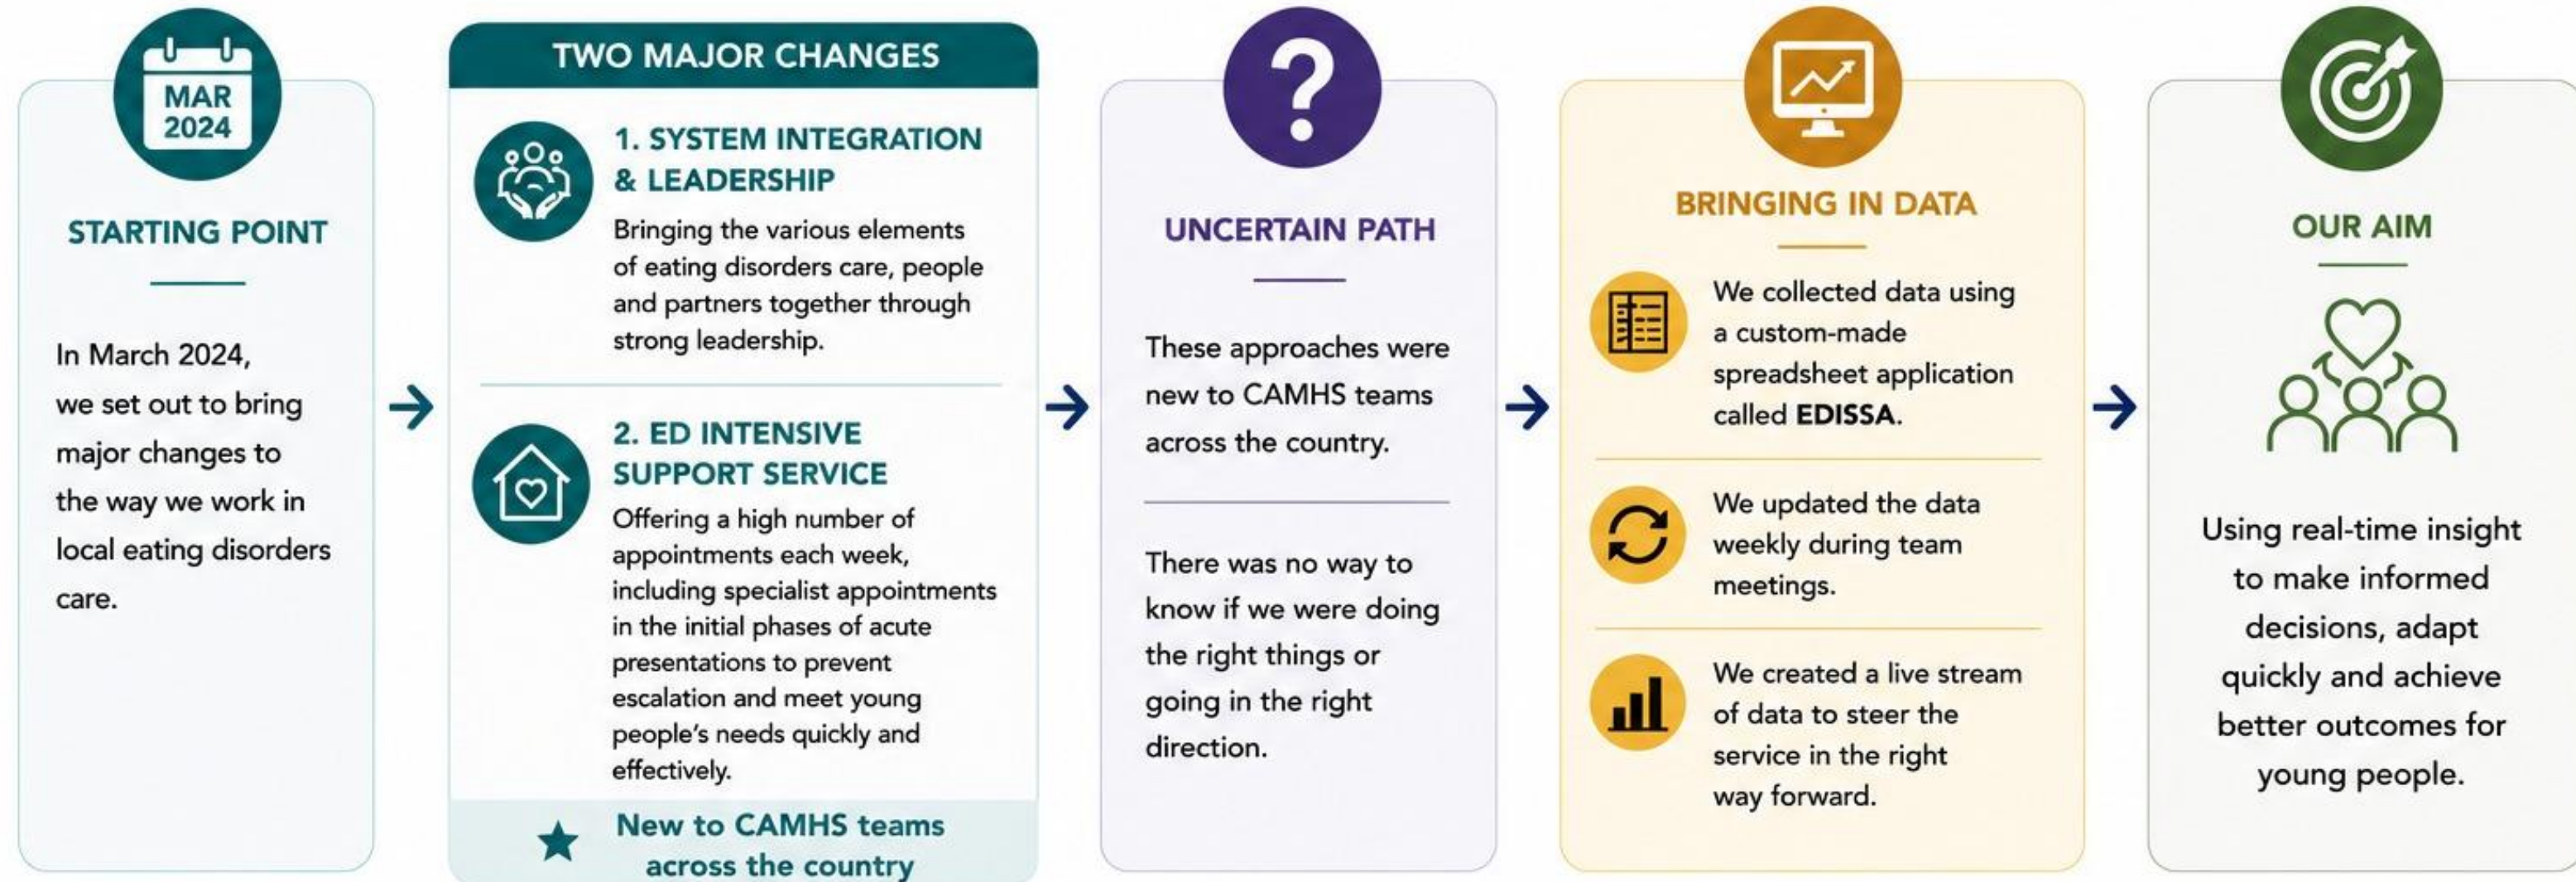 MAR
2024
STARTING POINT
In March 2024,
we set out to bring
major changes to
the way we work in
local eating disorders
care.
TWO MAJOR CHANGES
1. SYSTEM INTEGRATION
& LEADERSHIP
Bringing the various elements
of eating disorders care, people
and partners together through
strong leadership.
2. ED INTENSIVE
SUPPORT SERVICE
Offering a high number of
appointments each week,
including specialist appointments
in the initial phases of acute
presentations to prevent
escalation and meet young
people's needs quickly and
effectively.
New to CAMHS teams
across the country
?
UNCERTAIN PATH
These approaches were
new to CAMHS teams
across the country.
There was no way to
know if we were doing
the right things or
going in the right
direction.
BRINGING IN DATA
We collected data using
a custom-made
spreadsheet application
called EDISSA.
We updated the data
weekly during team
meetings.
We created a live stream
of data to steer the
service in the right
way forward.
OUR AIM
Using real-time insight
to make informed
decisions, adapt
quickly and achieve
better outcomes for
young people.